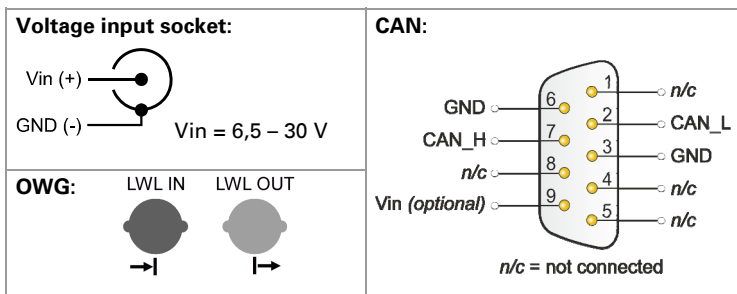 Voltage input socket:
Vin (+)
GND (-)
Vin = 6,5 – 30 V
OWG:
LWL IN
LWL OUT
CAN:
1
n/c
6
GND
2
CAN_L
7
CAN_H
3
GND
8
n/c
4
n/c
9
Vin (optional)
5
n/c
n/c = not connected